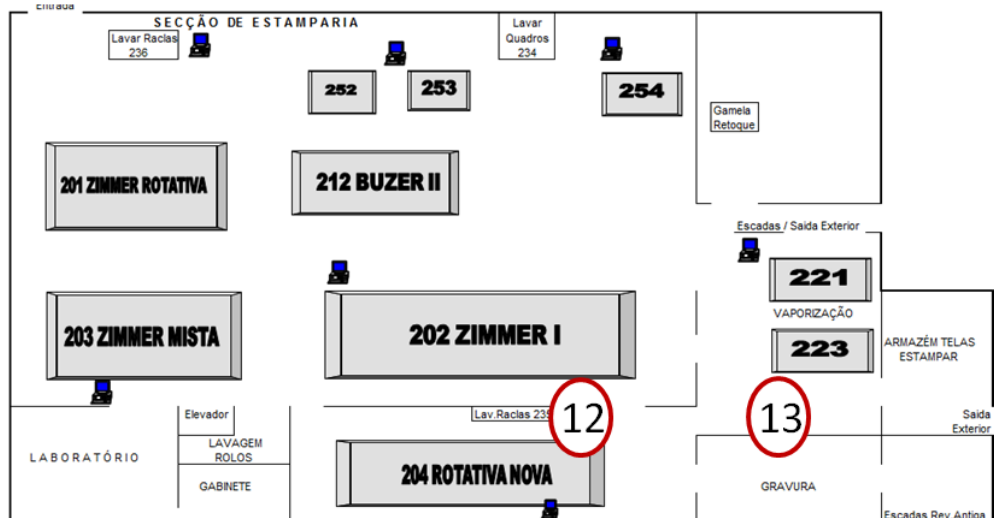 Entrada
SECÇÃO DE ESTAMPARIA
Lavar Raclas
236
Lavar
Quadros
234
252
253
254
Gamela
Retoque
201 ZIMMER ROTATIVA
212 BUZER II
Escadas / Saida Exterior
221
VAPORIZAÇÃO
223
203 ZIMMER MISTA
202 ZIMMER I
ARMAZÉM TELAS
ESTAMPAR
Elevador
Lav.Raclas 235
12
13
Saida
Exterior
LABORATÓRIO
LAVAGEM
ROLOS
GABINETE
204 ROTATIVA NOVA
GRAVURA
Escadas Rev. Antiga